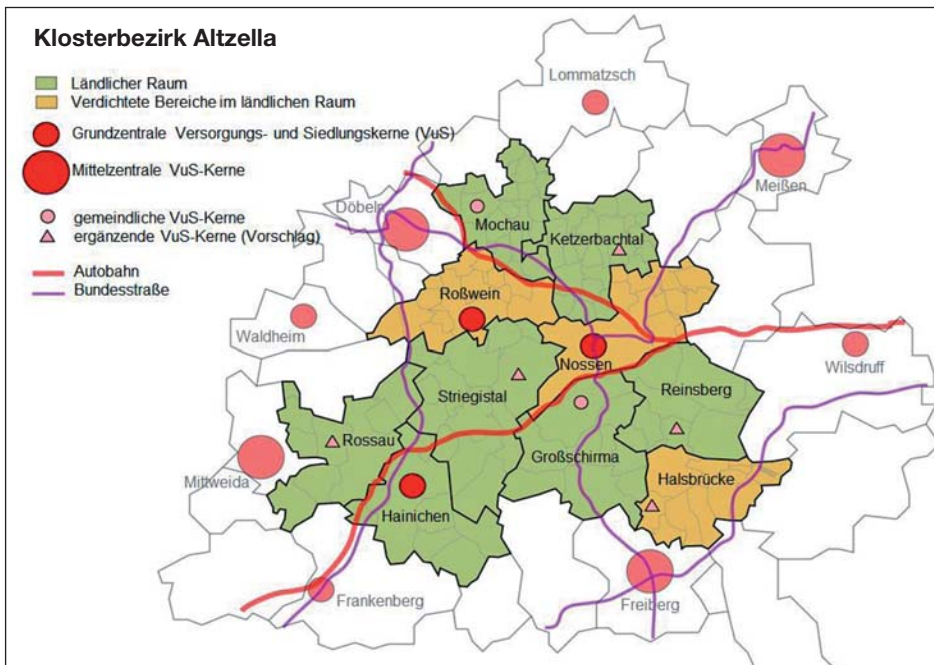 Klosterbezirk Altzella
Ländlicher Raum
Verdichtete Bereiche im ländlichen Raum
Grundzentrale Versorgungs- und Siedlungskerne (VuS)
Mittelzentrale VuS-Kerne
gemeindliche VuS-Kerne
ergänzende VuS-Kerne (Vorschlag)
Autobahn
Bundesstraße
Lommatzsch
Meißen
Döbeln
Mochau
Ketzerbachtal
Roßwein
Waldheim
Nossen
Wilsdruff
Striegistal
Reinsberg
Rossau
Großschirma
Mittweida
Halsbrücke
Hainichen
Frankenberg
Freiberg